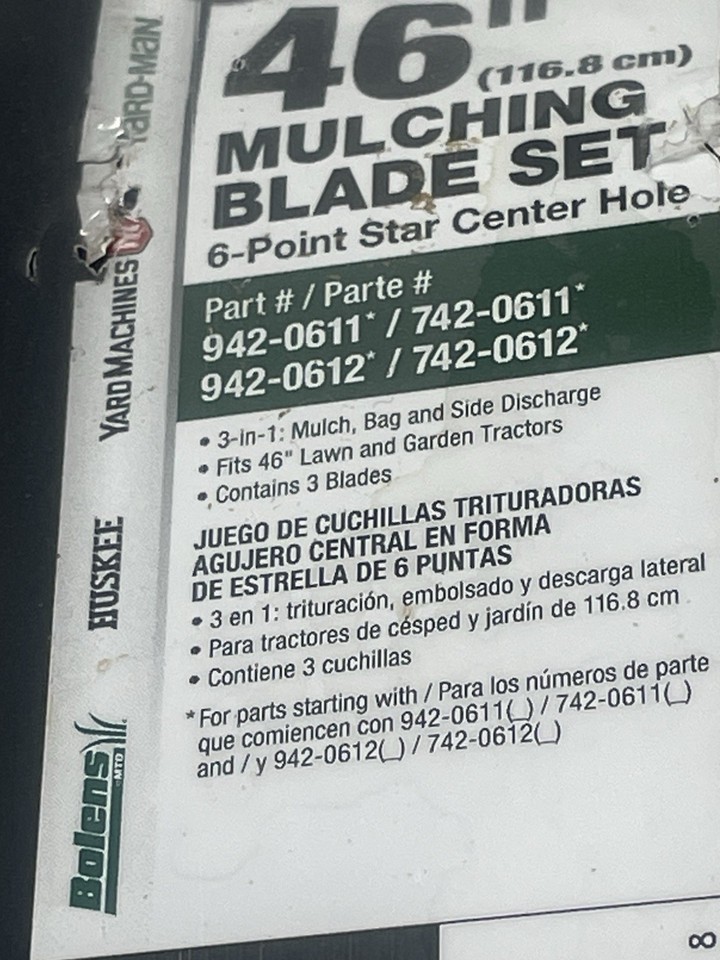 46"
(116.8 cm)
MULCHING
BLADE SET
6-Point Star Center Hole
Part # / Parte #
942-0611* / 742-0611*
942-0612* / 742-0612*
• 3-in-1: Mulch, Bag and Side Discharge
• Fits 46" Lawn and Garden Tractors
• Contains 3 Blades
JUEGO DE CUCHILLAS TRITURADORAS
AGUJERO CENTRAL EN FORMA
DE ESTRELLA DE 6 PUNTAS
• 3 en 1: trituración, embolsado y descarga lateral
• Para tractores de césped y jardín de 116.8 cm
• Contiene 3 cuchillas
*For parts starting with / Para los números de parte
que comiencen con 942-0611(_) / 742-0611(_)
and / y 942-0612(_) / 742-0612(_)
YARD-MAN
YARD MACHINES
HUSKEE
Bolens
BY MTD